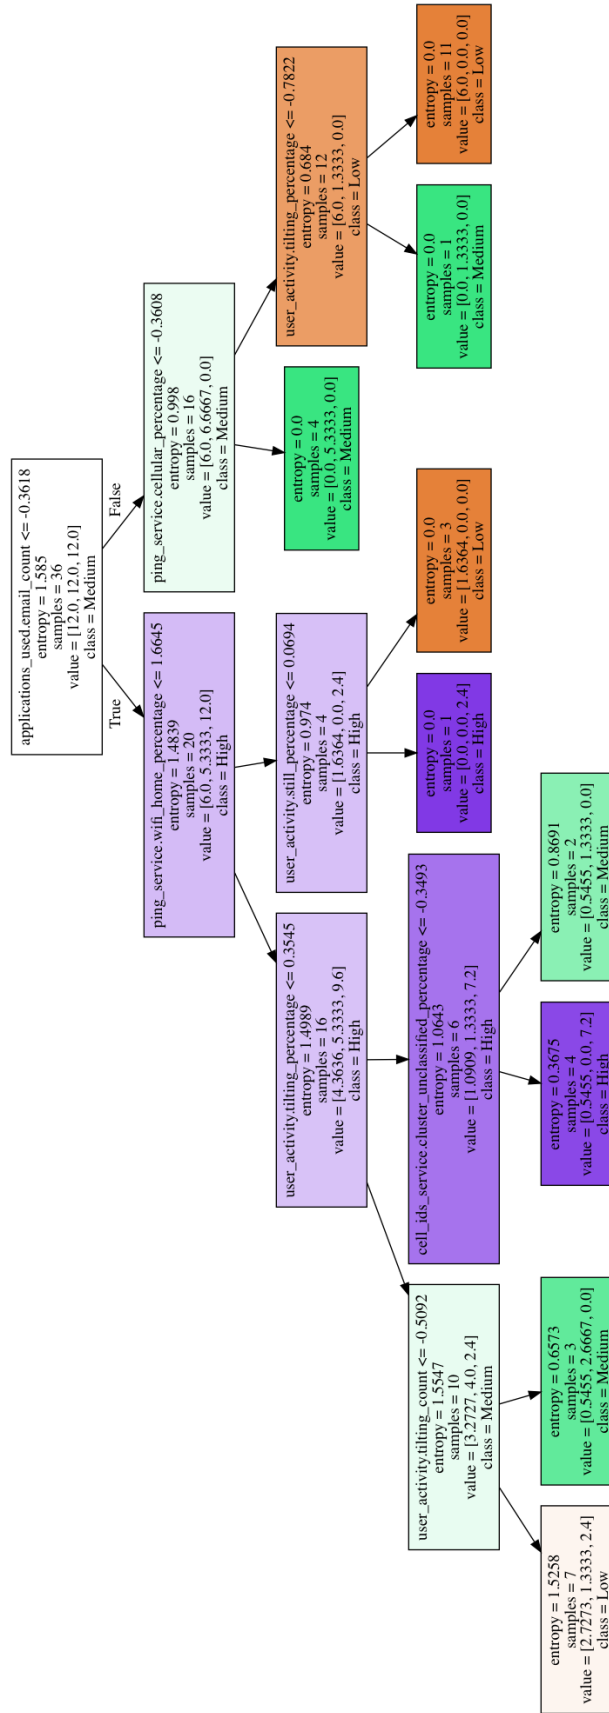 applications_used.email_count <= -0.3618
entropy = 1.585
samples = 36
value = [12.0, 12.0, 12.0]
class = Medium
True
False
ping_service.wifi_home_percentage <= 1.6645
entropy = 1.4839
samples = 20
value = [6.0, 5.3333, 12.0]
class = High
ping_service.cellular_percentage <= -0.3608
entropy = 0.998
samples = 16
value = [6.0, 6.6667, 0.0]
class = Medium
user_activity.tilting_percentage <= 0.3545
entropy = 1.4989
samples = 16
value = [4.3636, 5.3333, 9.6]
class = High
user_activity.still_percentage <= 0.0694
entropy = 0.974
samples = 4
value = [1.6364, 0.0, 2.4]
class = High
entropy = 0.0
samples = 4
value = [0.0, 5.3333, 0.0]
class = Medium
user_activity.tilting_percentage <= -0.7822
entropy = 0.684
samples = 12
value = [6.0, 1.3333, 0.0]
class = Low
user_activity.tilting_count <= -0.5092
entropy = 1.5547
samples = 10
value = [3.2727, 4.0, 2.4]
class = Medium
cell_ids_service.cluster_unclassified_percentage <= -0.3493
entropy = 1.0643
samples = 6
value = [1.0909, 1.3333, 7.2]
class = High
entropy = 0.0
samples = 1
value = [0.0, 0.0, 2.4]
class = High
entropy = 0.0
samples = 3
value = [1.6364, 0.0, 0.0]
class = Low
entropy = 0.0
samples = 1
value = [0.0, 1.3333, 0.0]
class = Medium
entropy = 0.0
samples = 11
value = [6.0, 0.0, 0.0]
class = Low
entropy = 1.5258
samples = 7
value = [2.7273, 1.3333, 2.4]
class = Low
entropy = 0.6573
samples = 3
value = [0.5455, 2.6667, 0.0]
class = Medium
entropy = 0.3675
samples = 4
value = [0.5455, 0.0, 7.2]
class = High
entropy = 0.8691
samples = 2
value = [0.5455, 1.3333, 0.0]
class = Medium